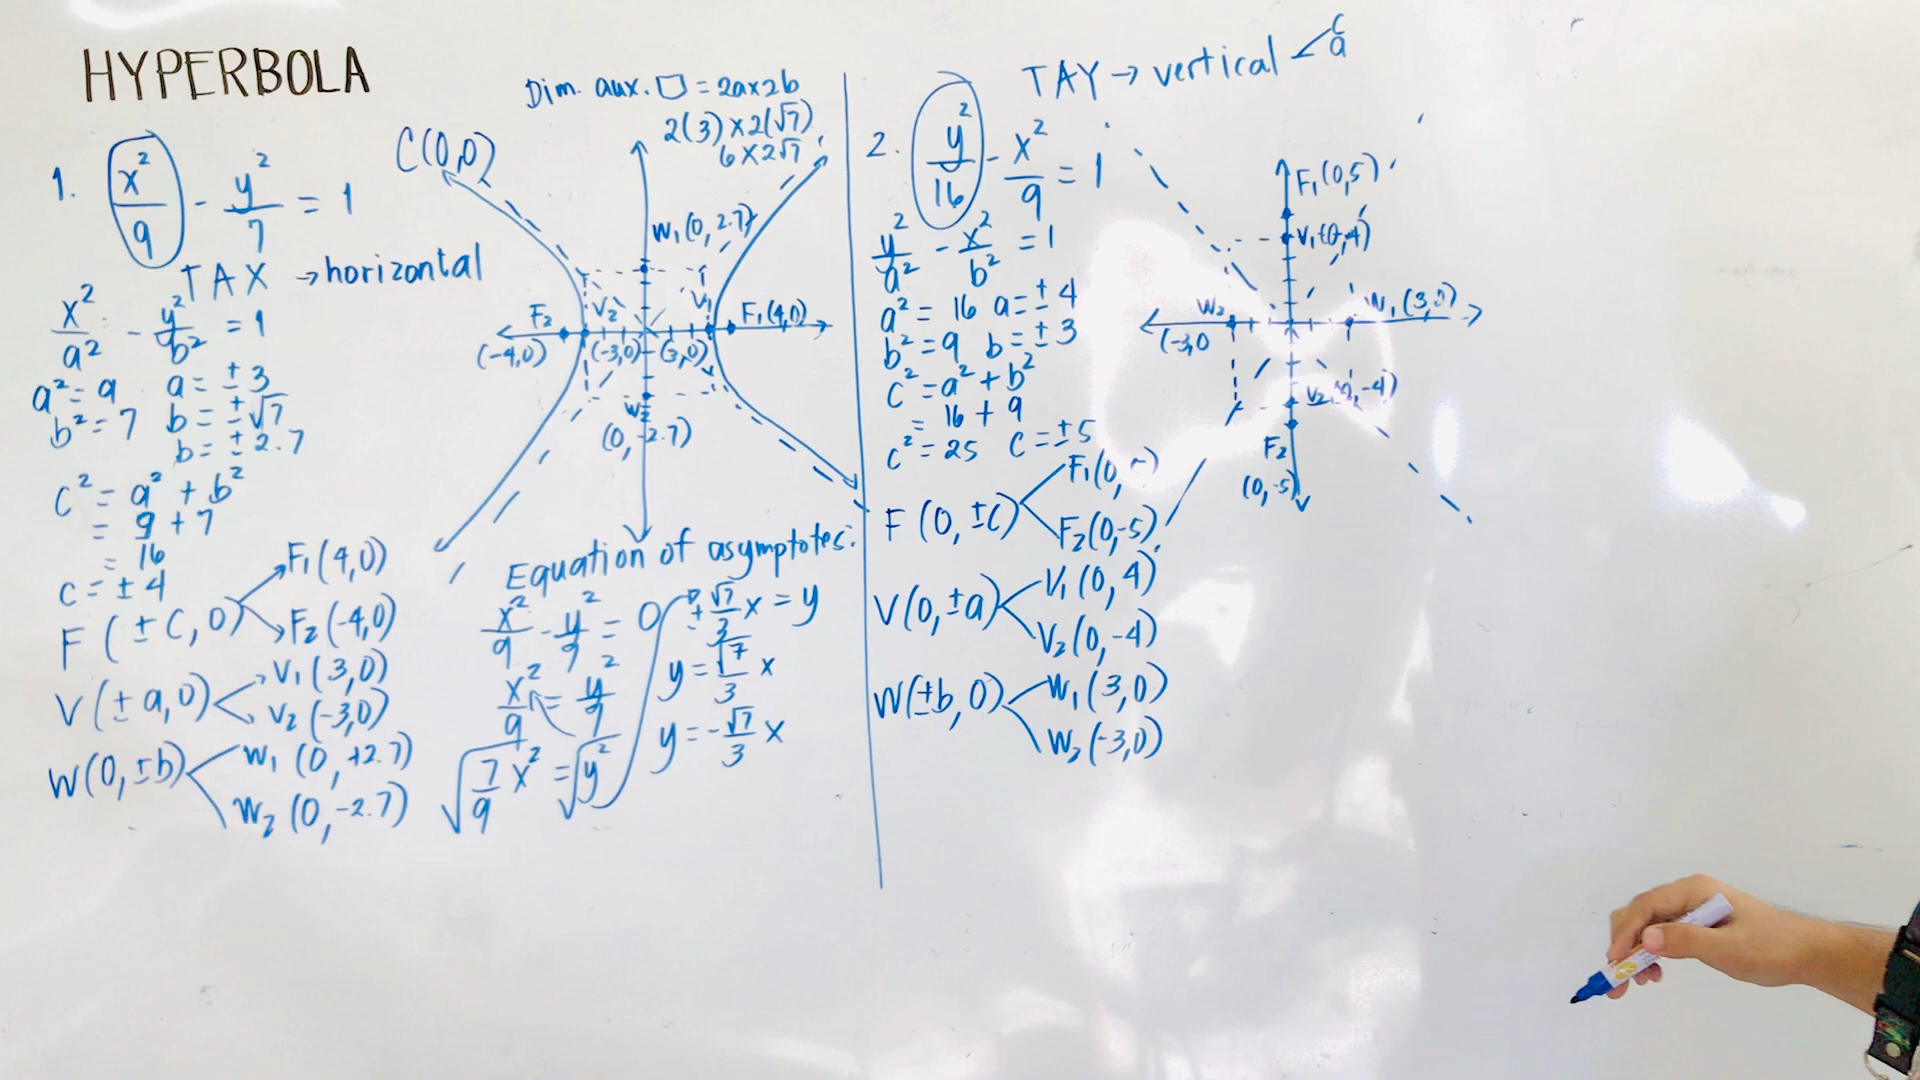 HYPERBOLA
1. x²/9 - y²/7 = 1
TAX → horizontal
x²/a² - y²/b² = 1
a² = 9 a = ±3
b² = 7 b = ±√7
b = ±2.7
c² = a² + b²
= 9 + 7
= 16
c = ±4
F(±C, 0) F₁(4,0)
F₂(-4,0)
V(±a, 0) V₁(3,0)
V₂(-3,0)
W(0, ±b) W₁(0, +2.7)
W₂(0, -2.7)
C(0,0)
Dim. aux. ▭ = 2a x 2b
2(3) x 2(√7)
6 x 2√7
W₁(0, 2.7)
F₂ V₂ V₁ F₁(4,0)
(-4,0) (-3,0) (3,0)
W₂
(0, -2.7)
Equation of asymptotes:
x²/9 - y²/7 = 0
x²/9 = y²/7
√7/9 x² = √y²
±√7/3 x = y
y = √7/3 x
y = -√7/3 x
TAY → vertical c
a
2. y²/16 - x²/9 = 1
y²/a² - x²/b² = 1
a² = 16 a = ±4
b² = 9 b = ±3
c² = a² + b²
= 16 + 9
c² = 25 c = ±5
F(0, ±C) F₁(0,
F₂(0,-5)
V(0, ±a) V₁(0, 4)
V₂(0, -4)
W(±b, 0) W₁(3,0)
W₂(-3,0)
F₁(0,5)
V₁(0,4)
W₂ W₁(3,0)
(-3,0
V₂(0,-4)
F₂
(0,-5)